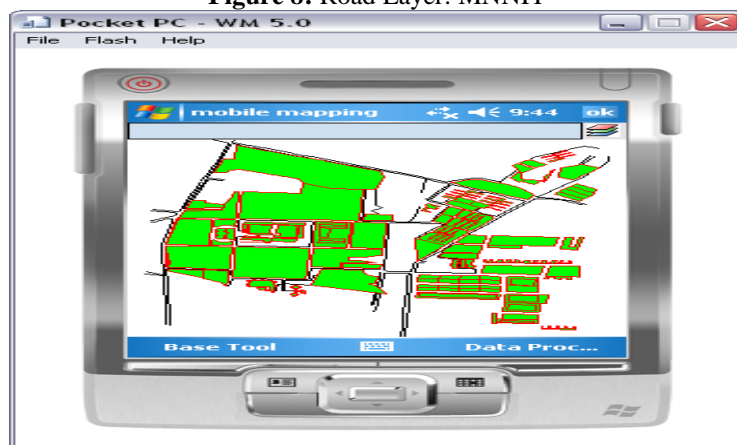 Figure 8: Road Layer: MNNIT
Pocket PC - WM 5.0
File Flash Help
mobile mapping 9:44 ok
Base Tool Data Proc...